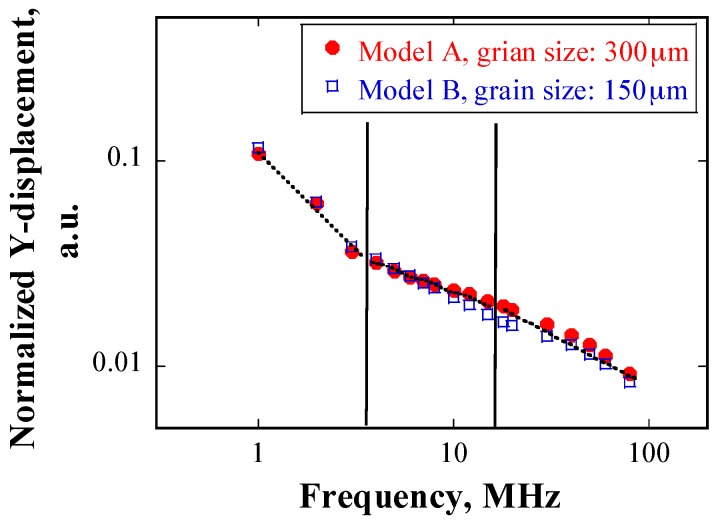 Normalized Y-displacement,
a.u.
Model A, grian size: 300μm
Model B, grain size: 150μm
0.1
0.01
1
10
100
Frequency, MHz